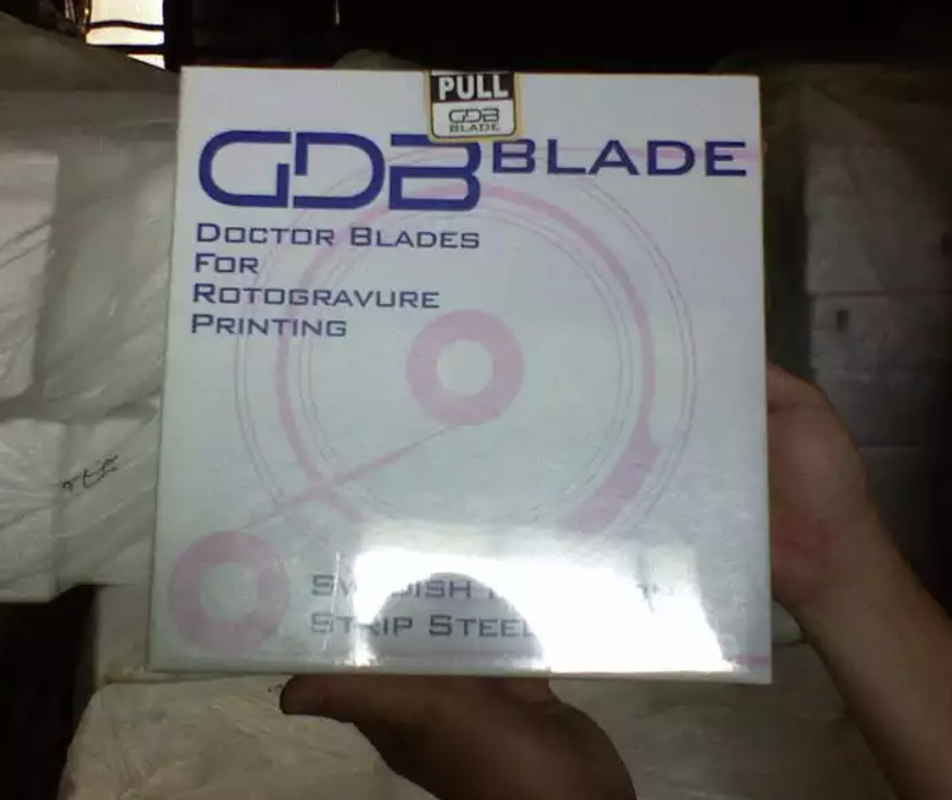 PULL
GDB
BLADE
GDB BLADE
DOCTOR BLADES
FOR
ROTOGRAVURE
PRINTING
STRIP STEEL